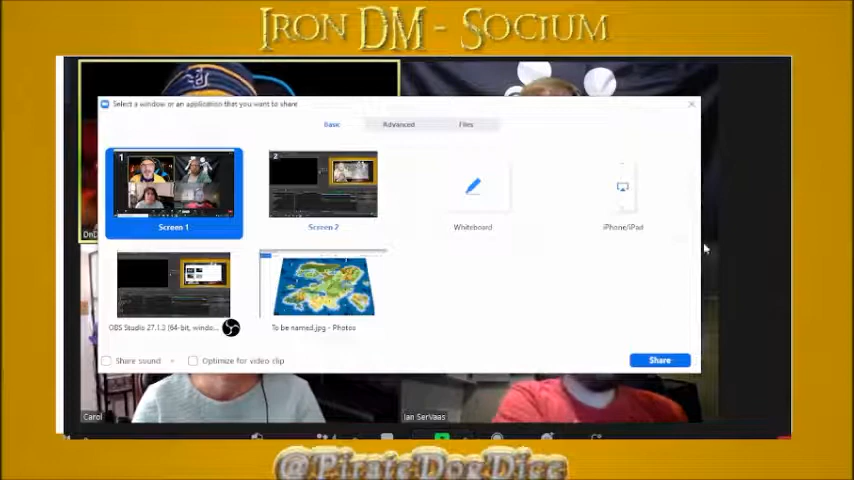 Iron DM - Socium
Select a window or an application that you want to share
Basic
Advanced
Files
1
2
Screen 1
Screen 2
Whiteboard
iPhone/iPad
OBS Studio 27.1.3 (64-bit, windo...
To be named.jpg - Photos
Share sound
Optimize for video clip
Share
Carol
Ian Servaas
@PirateDogDice